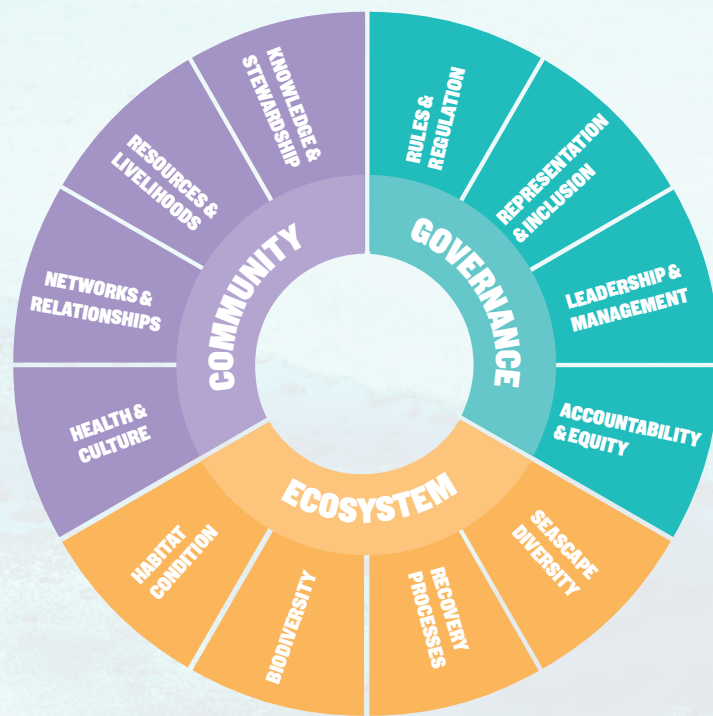 GOVERNANCE
RULES &
REGULATION
REPRESENTATION
& INCLUSION
LEADERSHIP &
MANAGEMENT
ACCOUNTABILITY
& EQUITY
ECOSYSTEM
SEASCAPE
DIVERSITY
RECOVERY
PROCESSES
BIODIVERSITY
HABITAT
CONDITION
COMMUNITY
HEALTH &
CULTURE
NETWORKS &
RELATIONSHIPS
RESOURCES &
LIVELIHOODS
KNOWLEDGE &
STEWARDSHIP